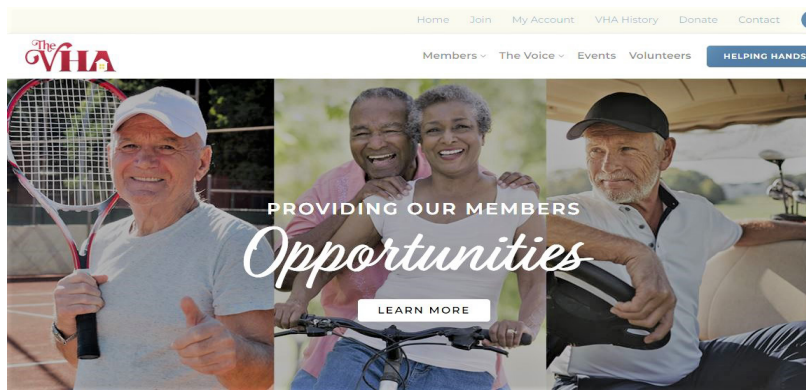 Home Join My Account VHA History Donate Contact
The VHA
Members The Voice Events Volunteers HELPING HANDS
PROVIDING OUR MEMBERS
Opportunities
LEARN MORE